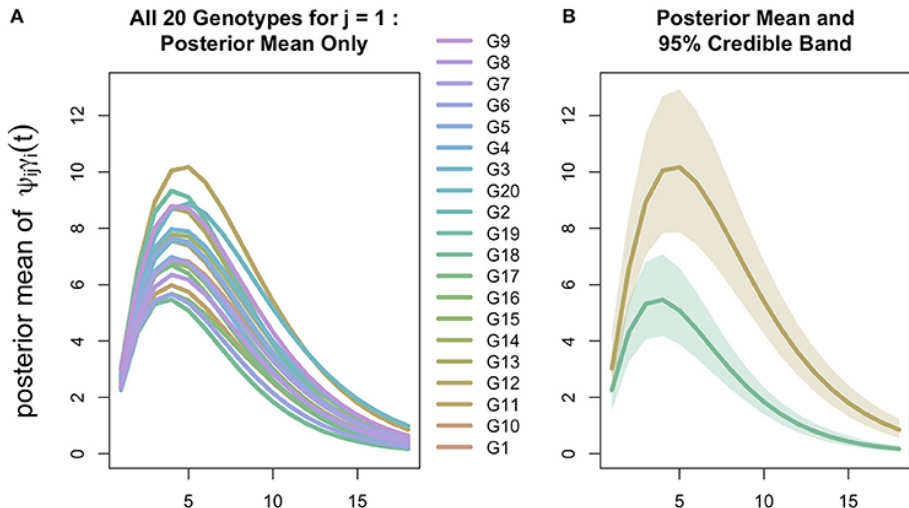 A
All 20 Genotypes for j = 1 :
Posterior Mean Only
posterior mean of ψijγi(t)
0
2
4
6
8
10
12
5
10
15
G9
G8
G7
G6
G5
G4
G3
G20
G2
G19
G18
G17
G16
G15
G14
G13
G12
G11
G10
G1
B
Posterior Mean and
95% Credible Band
0
2
4
6
8
10
12
5
10
15